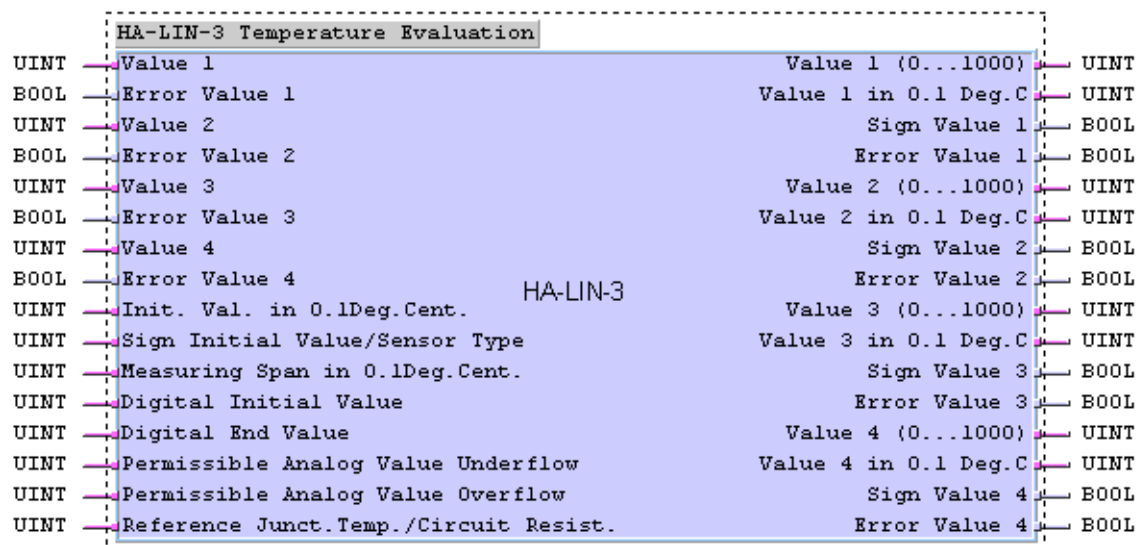 HA-LIN-3 Temperature Evaluation
UINT Value 1 Value 1 (0...1000) UINT
BOOL Error Value 1 Value 1 in 0.1 Deg.C UINT
UINT Value 2 Sign Value 1 BOOL
BOOL Error Value 2 Error Value 1 BOOL
UINT Value 3 Value 2 (0...1000) UINT
BOOL Error Value 3 Value 2 in 0.1 Deg.C UINT
UINT Value 4 Sign Value 2 BOOL
BOOL Error Value 4 Error Value 2 BOOL
HA-LIN-3
UINT Init. Val. in 0.1Deg.Cent. Value 3 (0...1000) UINT
UINT Sign Initial Value/Sensor Type Value 3 in 0.1 Deg.C UINT
UINT Measuring Span in 0.1Deg.Cent. Sign Value 3 BOOL
UINT Digital Initial Value Error Value 3 BOOL
UINT Digital End Value Value 4 (0...1000) UINT
UINT Permissible Analog Value Underflow Value 4 in 0.1 Deg.C UINT
UINT Permissible Analog Value Overflow Sign Value 4 BOOL
UINT Reference Junct.Temp./Circuit Resist. Error Value 4 BOOL